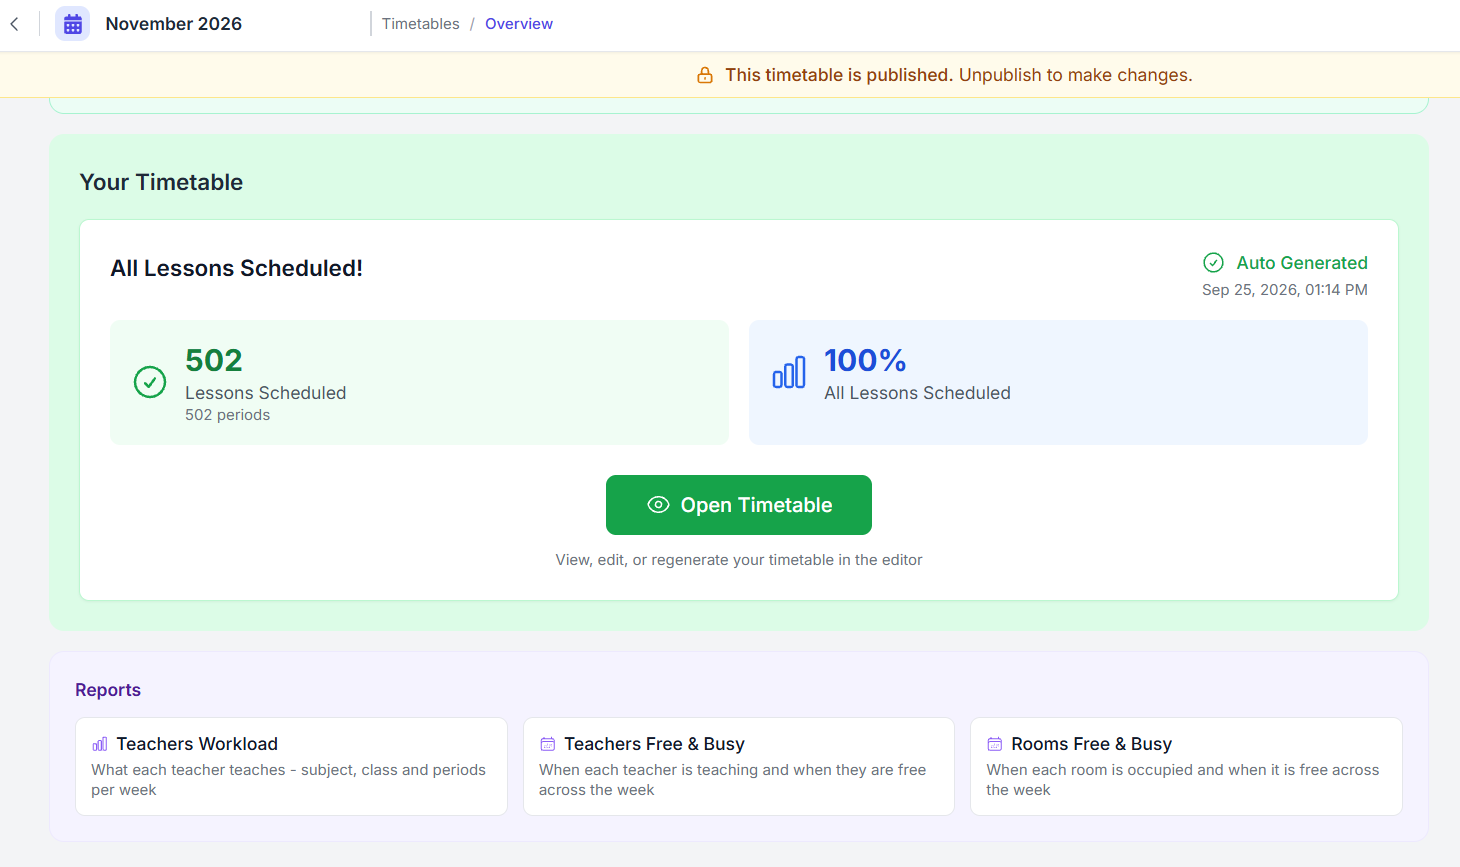 November 2026
Timetables / Overview
This timetable is published. Unpublish to make changes.
Your Timetable
All Lessons Scheduled!
Auto Generated
Sep 25, 2026, 01:14 PM
502
Lessons Scheduled
502 periods
100%
All Lessons Scheduled
Open Timetable
View, edit, or regenerate your timetable in the editor
Reports
Teachers Workload
What each teacher teaches - subject, class and periods
per week
Teachers Free & Busy
When each teacher is teaching and when they are free
across the week
Rooms Free & Busy
When each room is occupied and when it is free across
the week